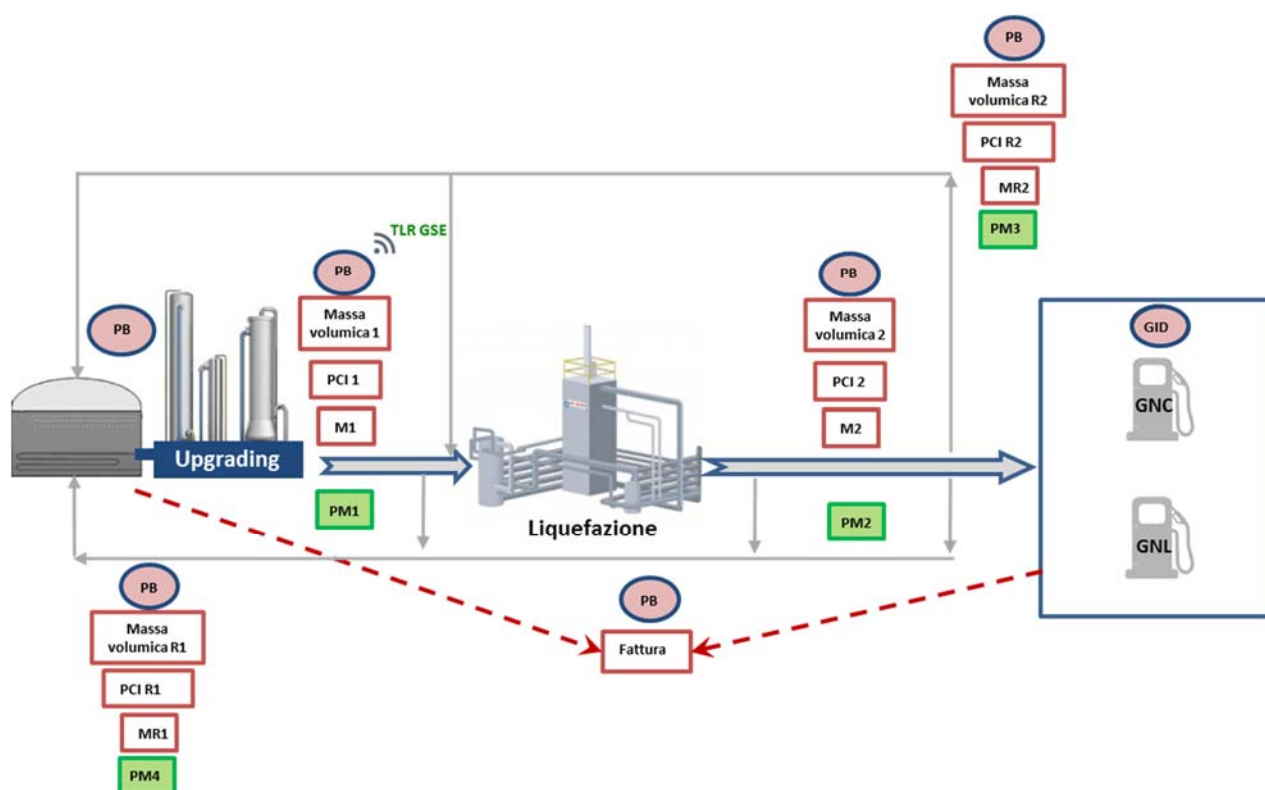 PB
Massa
volumica R2
PCI R2
MR2
PM3
TLR GSE
PB
Massa
volumica 1
PCI 1
M1
PM1
PB
Upgrading
Liquefazione
PB
Massa
volumica 2
PCI 2
M2
PM2
GID
GNC
GNL
PB
Massa
volumica R1
PCI R1
MR1
PM4
PB
Fattura